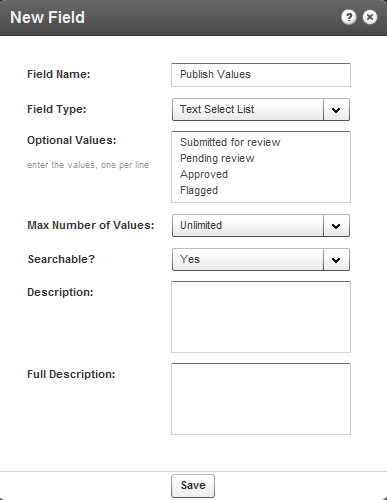 New Field
?
Field Name: Publish Values
Field Type: Text Select List
Optional Values: Submitted for review
enter the values, one per line Pending review
Approved
Flagged
Max Number of Values: Unlimited
Searchable? Yes
Description:
Full Description:
Save